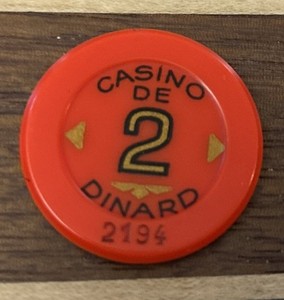 CASINO
DE
2
DINARD
2194